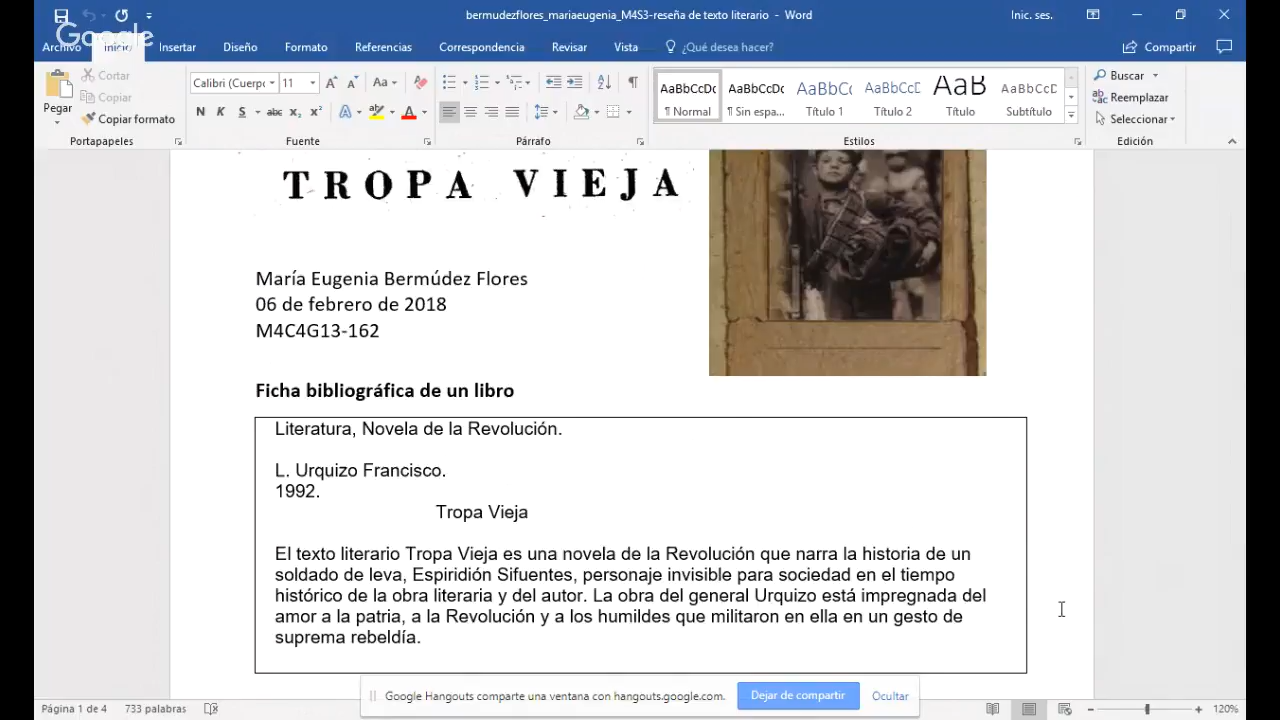 bermudezflores_mariaeugenia_M4S3-reseña de texto literario - Word
Inic. ses.
Google
Archivo Inicio Insertar Diseño Formato Referencias Correspondencia Revisar Vista ¿Qué desea hacer? Compartir
Pegar
Cortar
Copiar
Copiar formato
Portapapeles
Calibri (Cuerpo 11
Aa
N K S abc x₂ x²
Fuente
Párrafo
AaBbCcDc AaBbCcDc AaBbCc AaBbCcD AaB AaBbCcD
¶ Normal ¶ Sin espa... Título 1 Título 2 Título Subtítulo
Estilos
Buscar
Reemplazar
Seleccionar
Edición
TROPA VIEJA
María Eugenia Bermúdez Flores
06 de febrero de 2018
M4C4G13-162
Ficha bibliográfica de un libro
Literatura, Novela de la Revolución.
L. Urquizo Francisco.
1992.
Tropa Vieja
El texto literario Tropa Vieja es una novela de la Revolución que narra la historia de un
soldado de leva, Espiridión Sifuentes, personaje invisible para sociedad en el tiempo
histórico de la obra literaria y del autor. La obra del general Urquizo está impregnada del
amor a la patria, a la Revolución y a los humildes que militaron en ella en un gesto de
suprema rebeldía.
Google Hangouts comparte una ventana con hangouts.google.com. Dejar de compartir Ocultar
Página 1 de 4 733 palabras 120%